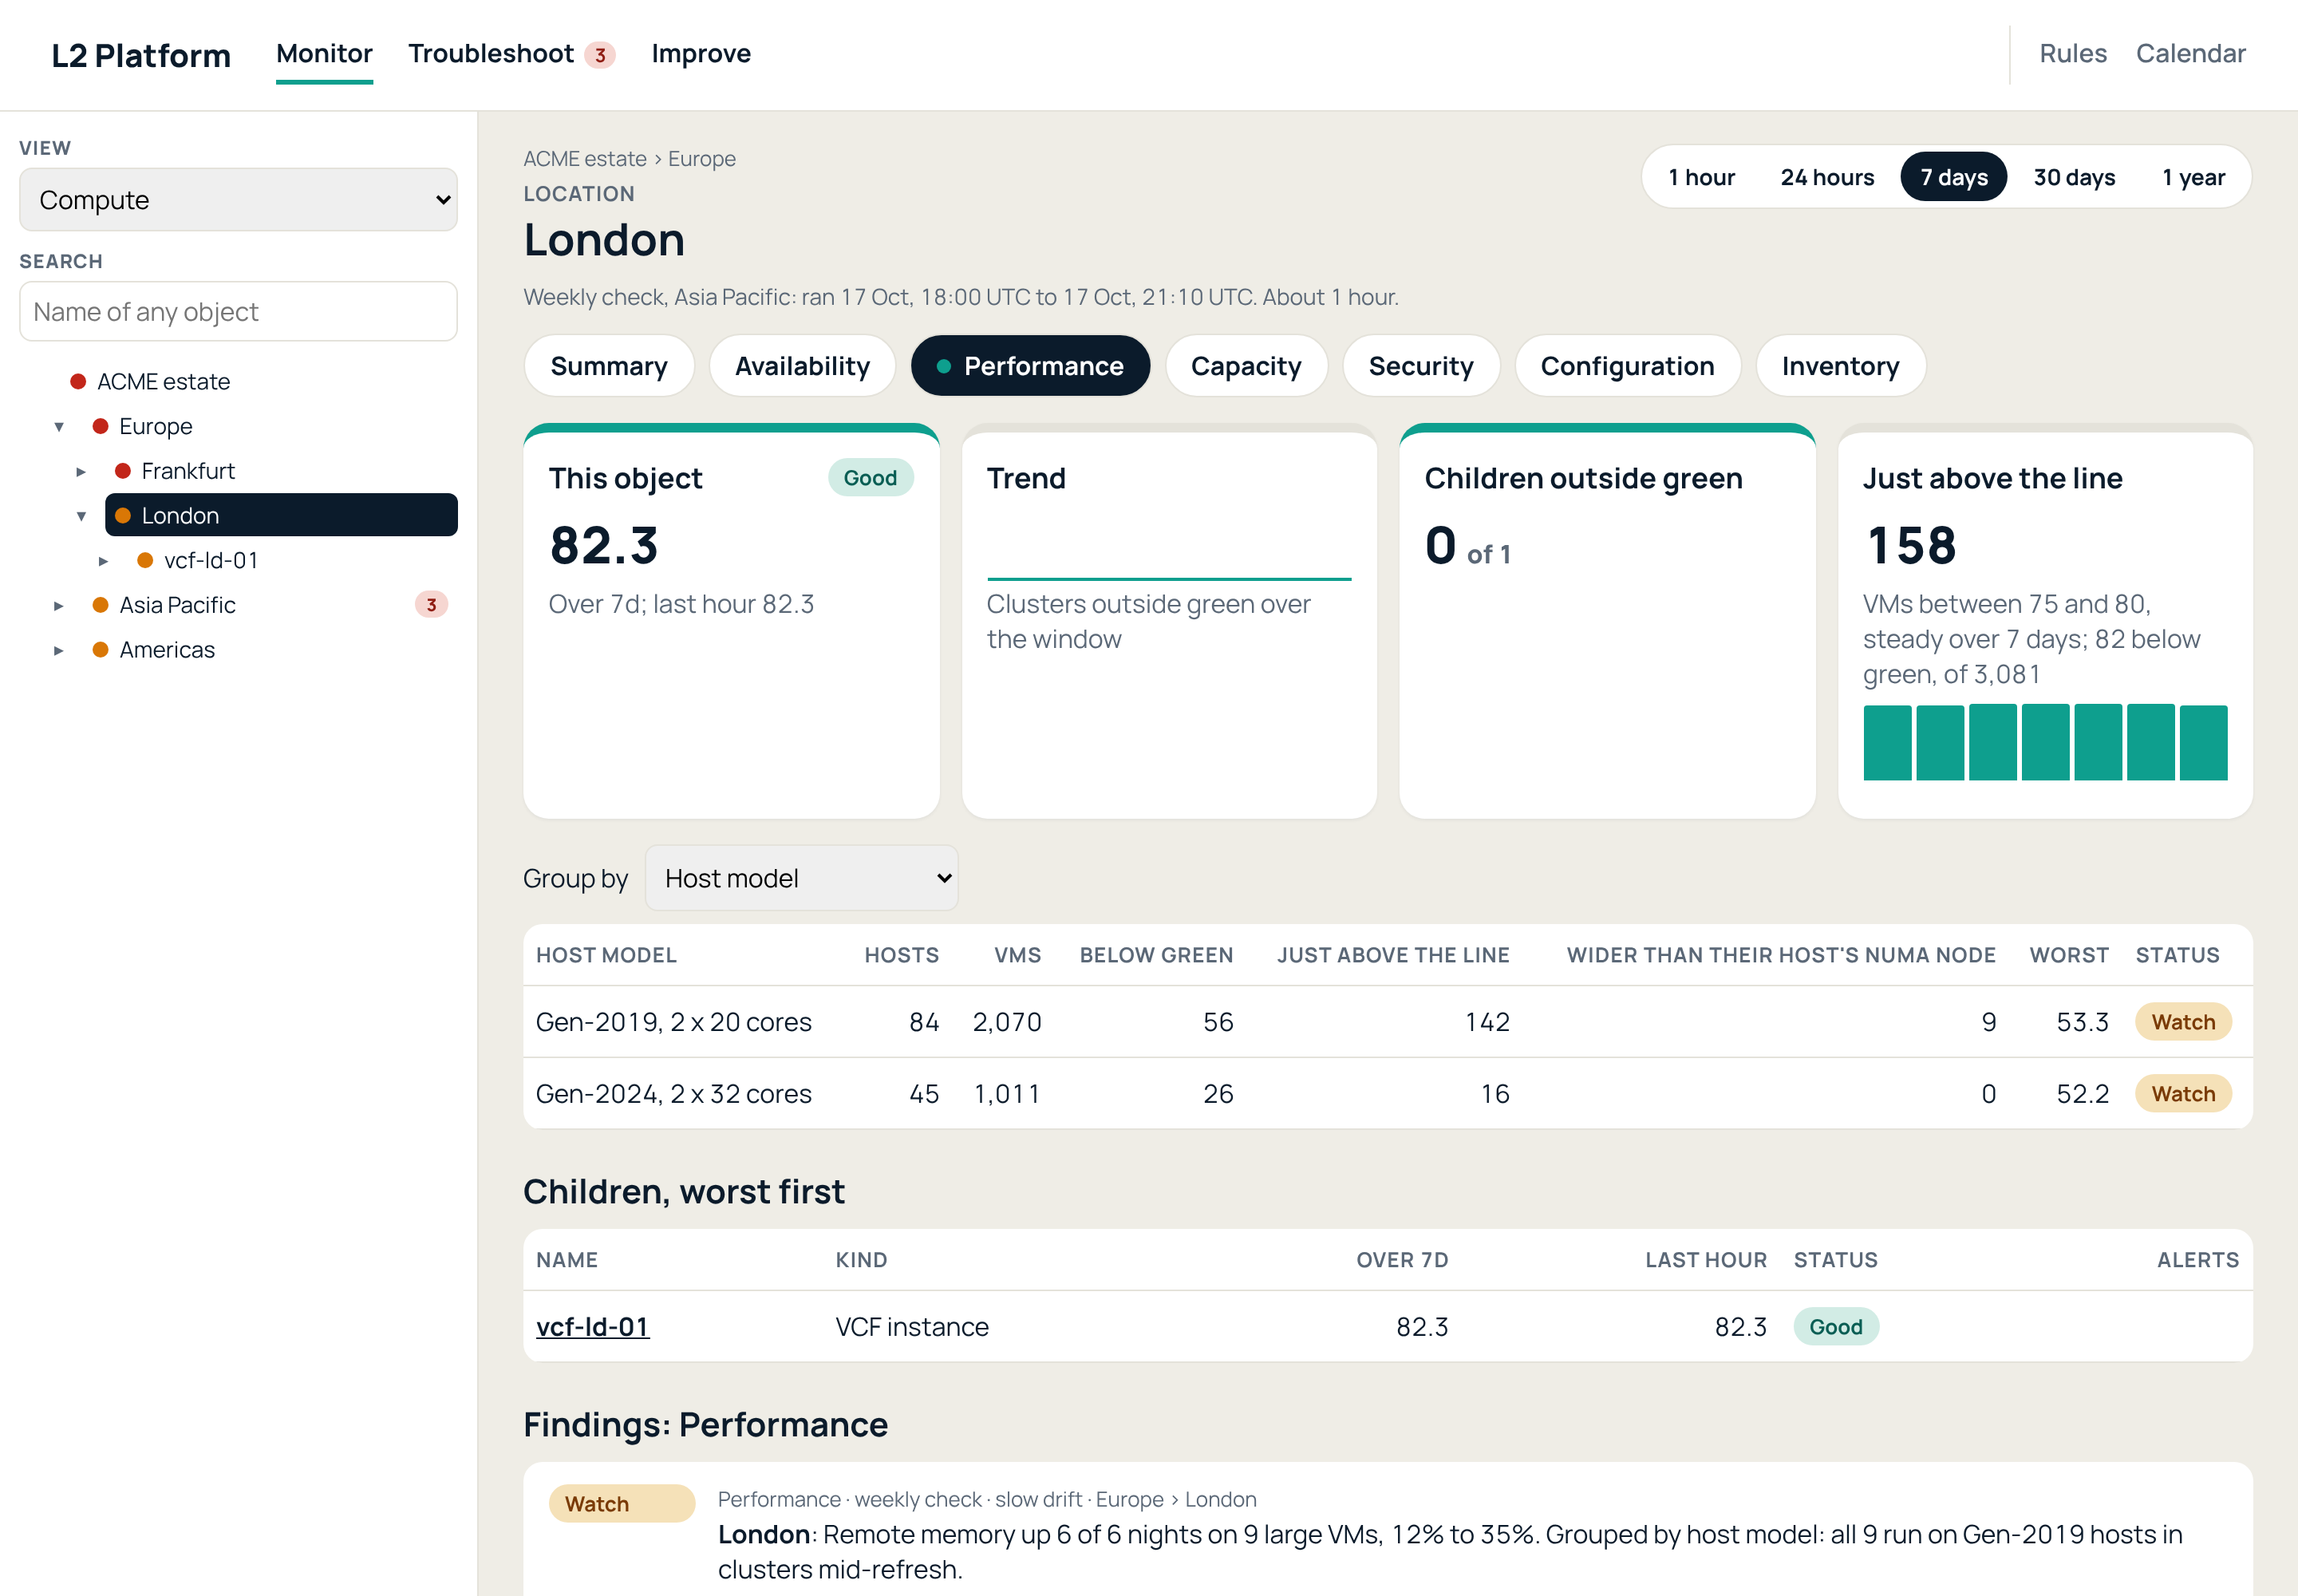 L2 Platform
Monitor
Troubleshoot 3
Improve
Rules
Calendar
VIEW
Compute
SEARCH
Name of any object
ACME estate
Europe
Frankfurt
London
vcf-ld-01
Asia Pacific 3
Americas
ACME estate › Europe
LOCATION
London
1 hour
24 hours
7 days
30 days
1 year
Weekly check, Asia Pacific: ran 17 Oct, 18:00 UTC to 17 Oct, 21:10 UTC. About 1 hour.
Summary
Availability
Performance
Capacity
Security
Configuration
Inventory
This object Good
82.3
Over 7d; last hour 82.3
Trend
Clusters outside green over
the window
Children outside green
0 of 1
Just above the line
158
VMs between 75 and 80,
steady over 7 days; 82 below
green, of 3,081
Group by Host model
HOST MODEL HOSTS VMS BELOW GREEN JUST ABOVE THE LINE WIDER THAN THEIR HOST'S NUMA NODE WORST STATUS
Gen-2019, 2 x 20 cores 84 2,070 56 142 9 53.3 Watch
Gen-2024, 2 x 32 cores 45 1,011 26 16 0 52.2 Watch
Children, worst first
NAME KIND OVER 7D LAST HOUR STATUS ALERTS
vcf-ld-01 VCF instance 82.3 82.3 Good
Findings: Performance
Watch
Performance · weekly check · slow drift · Europe › London
London: Remote memory up 6 of 6 nights on 9 large VMs, 12% to 35%. Grouped by host model: all 9 run on Gen-2019 hosts in
clusters mid-refresh.